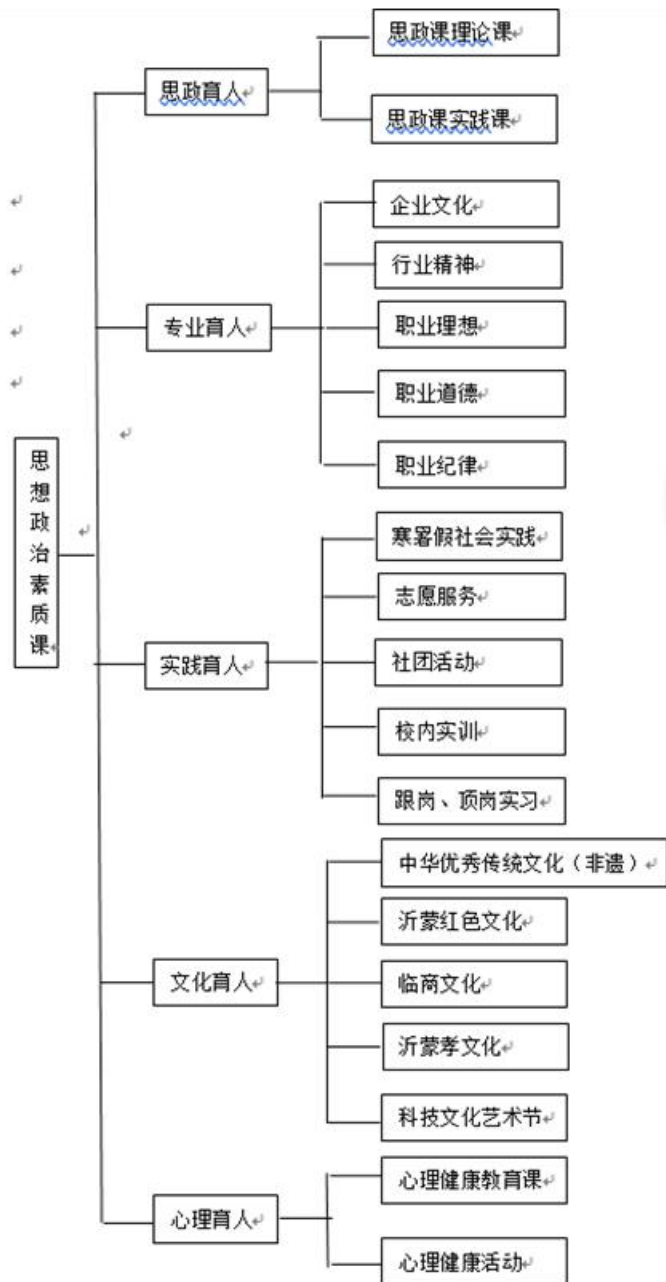 思想政治素质课
思政育人
思政课理论课
思政课实践课
专业育人
企业文化
行业精神
职业理想
职业道德
职业纪律
实践育人
寒署假社会实践
志愿服务
社团活动
校内实训
跟岗、顶岗实习
文化育人
中华优秀传统文化（非遗）
沂蒙红色文化
临商文化
沂蒙孝文化
科技文化艺术节
心理育人
心理健康教育课
心理健康活动